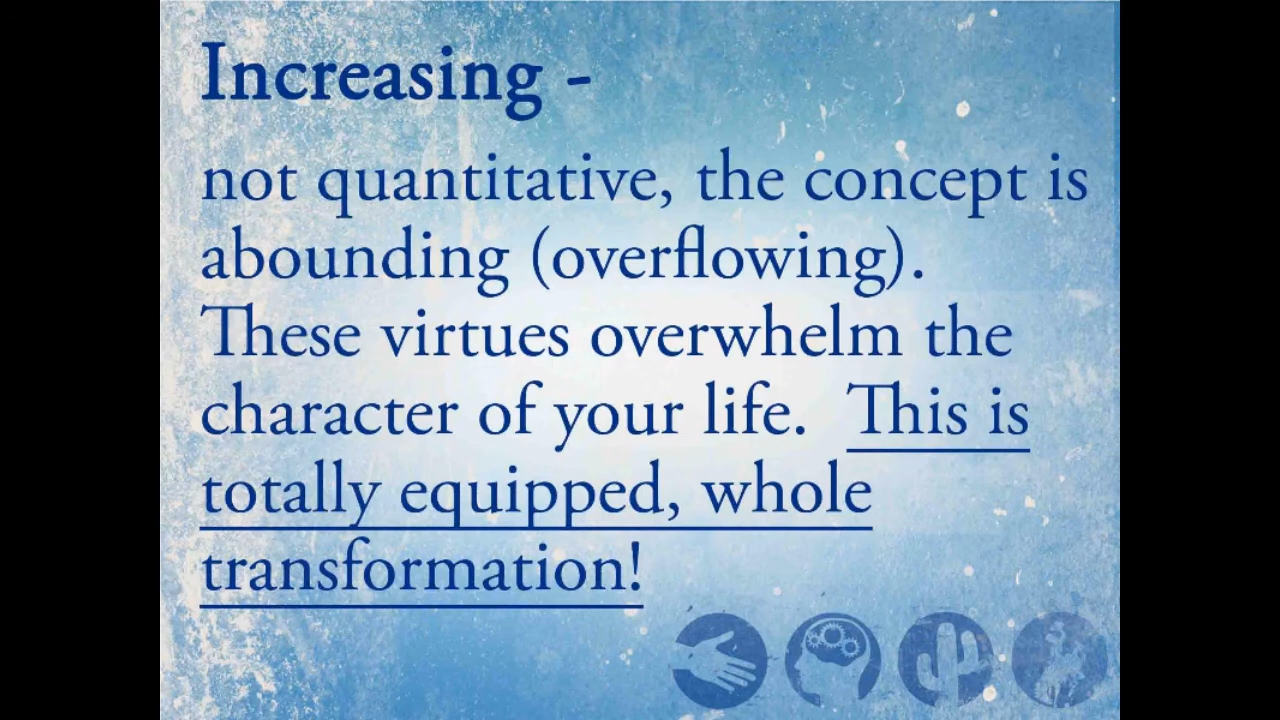 Increasing -
not quantitative, the concept is
abounding (overflowing).
These virtues overwhelm the
character of your life.  This is
totally equipped, whole
transformation!